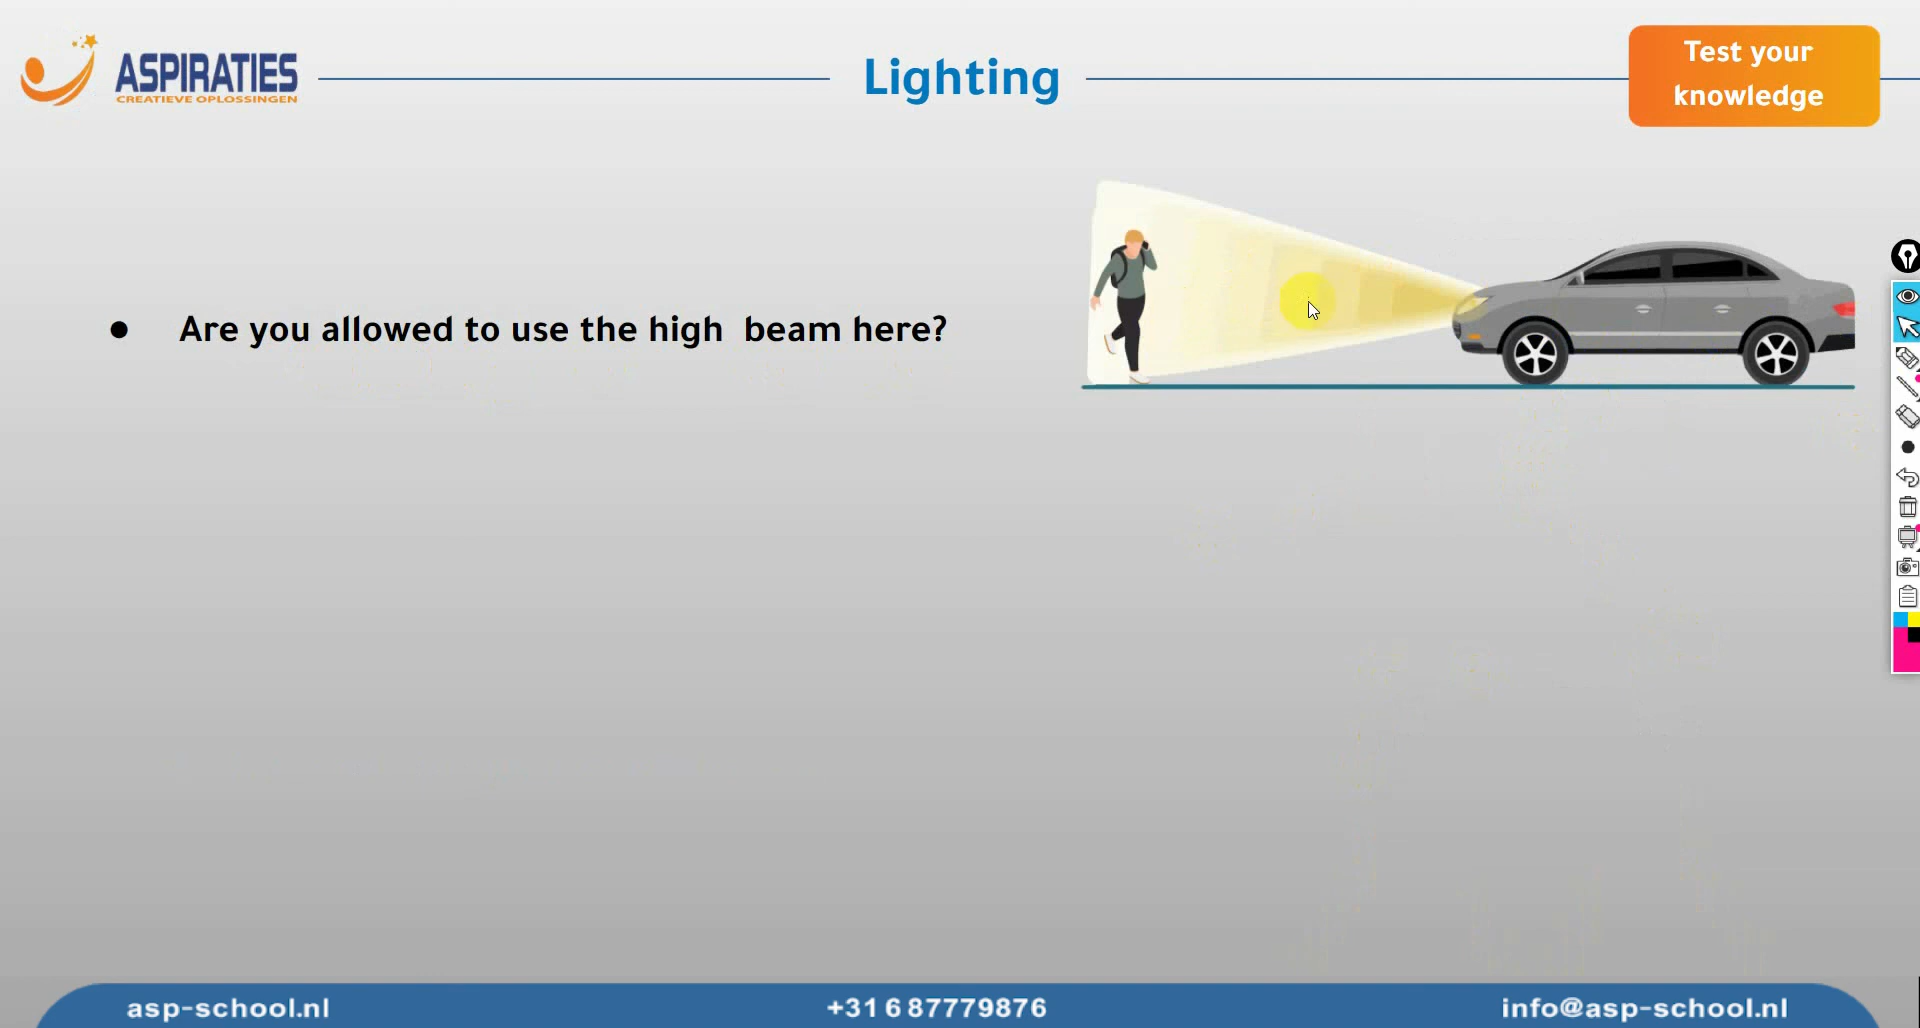 ASPIRATIES
CREATIEVE OPLOSSINGEN
Lighting
Test your
knowledge
● Are you allowed to use the high beam here?
asp-school.nl
+31 6 87779876
info@asp-school.nl